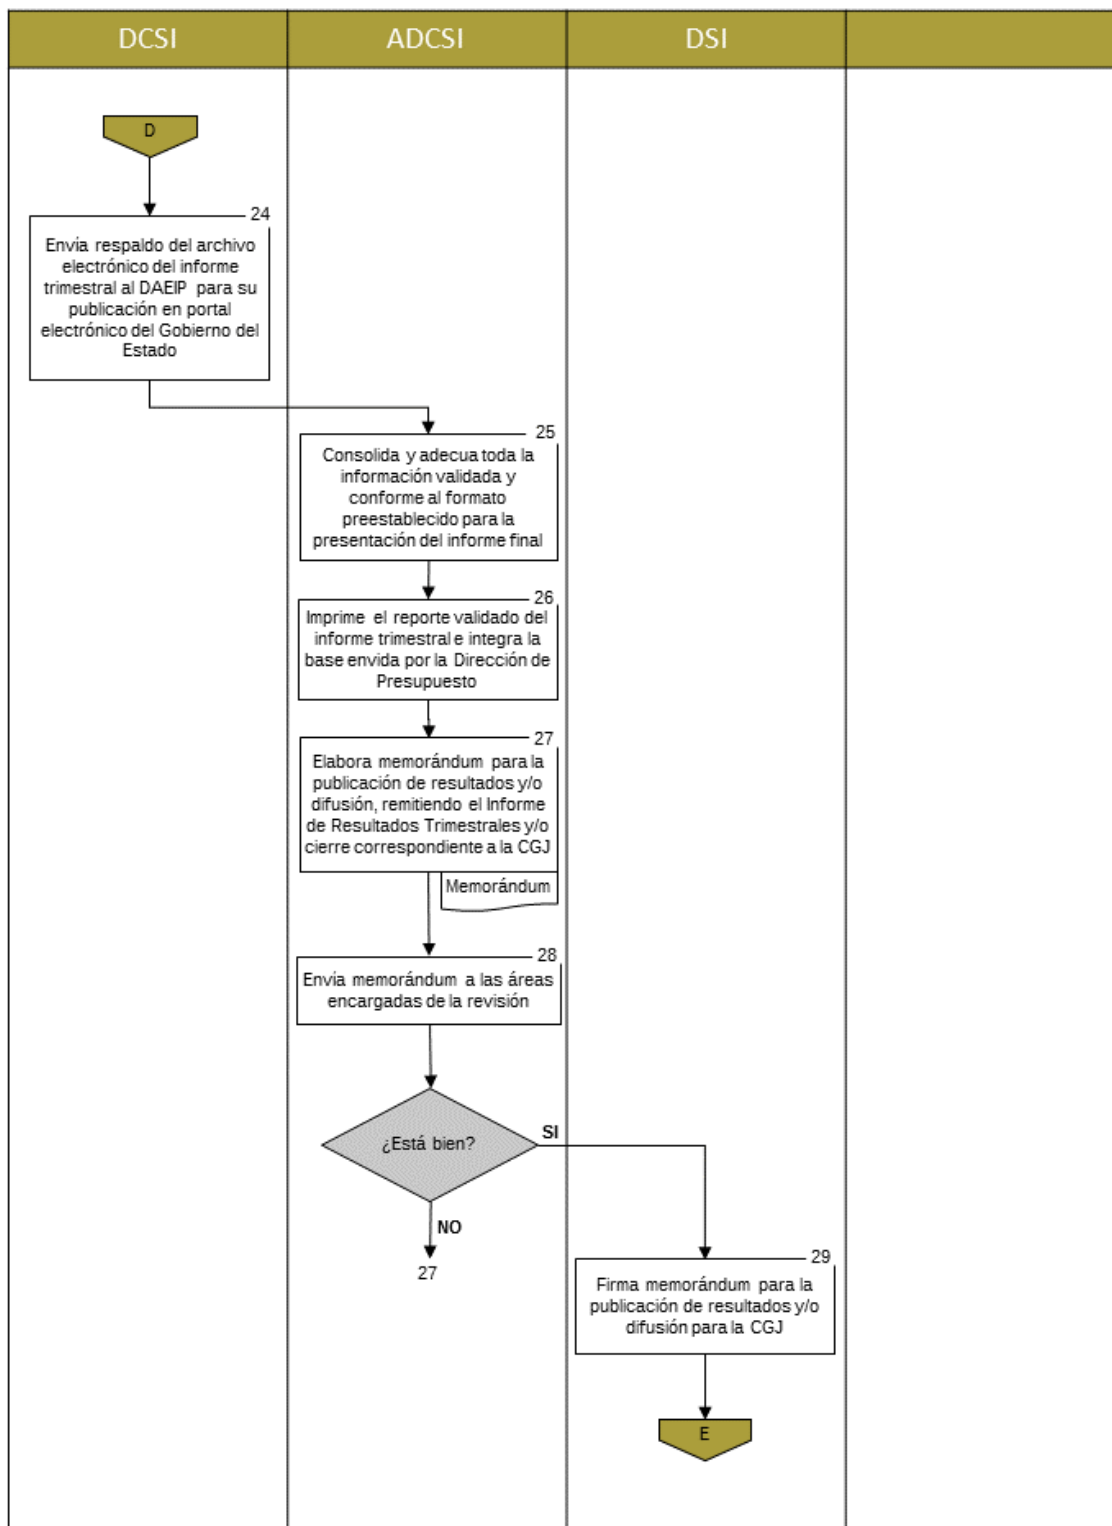 DCSI
ADCSI
DSI
D
24
Envía respaldo del archivo
electrónico del informe
trimestral al DAEIP para su
publicación en portal
electrónico del Gobierno del
Estado
25
Consolida y adecua toda la
información validada y
conforme al formato
preestablecido para la
presentación del informe final
26
Imprime el reporte validado del
informe trimestral e integra la
base envida por la Dirección de
Presupuesto
27
Elabora memorándum para la
publicación de resultados y/o
difusión, remitiendo el Informe
de Resultados Trimestrales y/o
cierre correspondiente a la CGJ
Memorándum
28
Envía memorándum a las áreas
encargadas de la revisión
¿Está bien?
SI
NO
27
29
Firma memorándum para la
publicación de resultados y/o
difusión para la CGJ
E